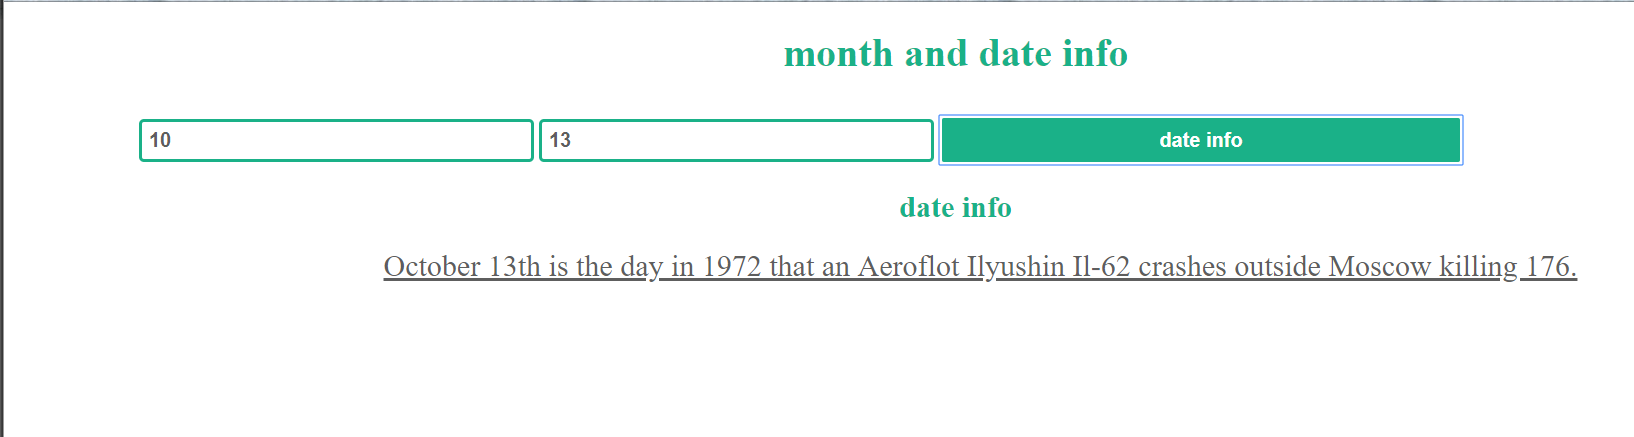 month and date info
10 13 date info
date info
October 13th is the day in 1972 that an Aeroflot Ilyushin Il-62 crashes outside Moscow killing 176.